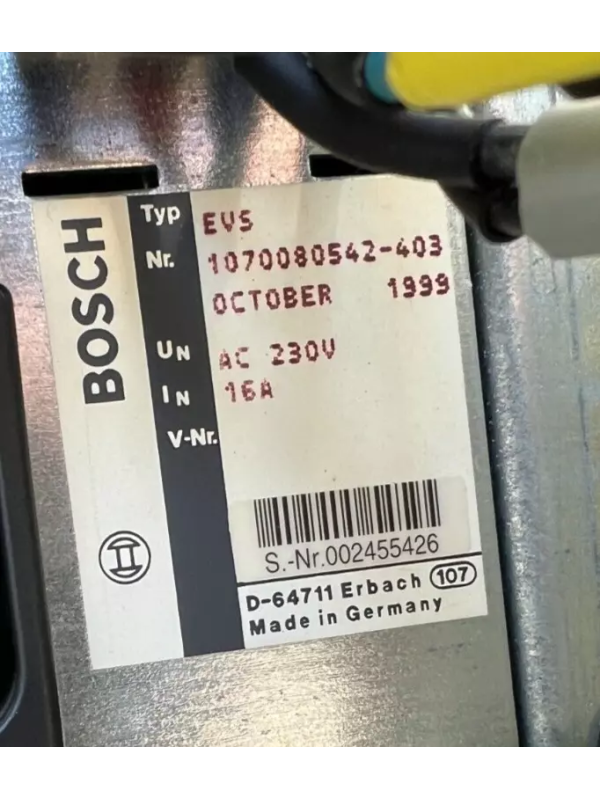 BOSCH
Typ EVS
Nr. 1070080542-403
OCTOBER 1999
UN AC 230V
IN 16A
V-Nr.
S.-Nr.002455426
D-64711 Erbach 107
Made in Germany